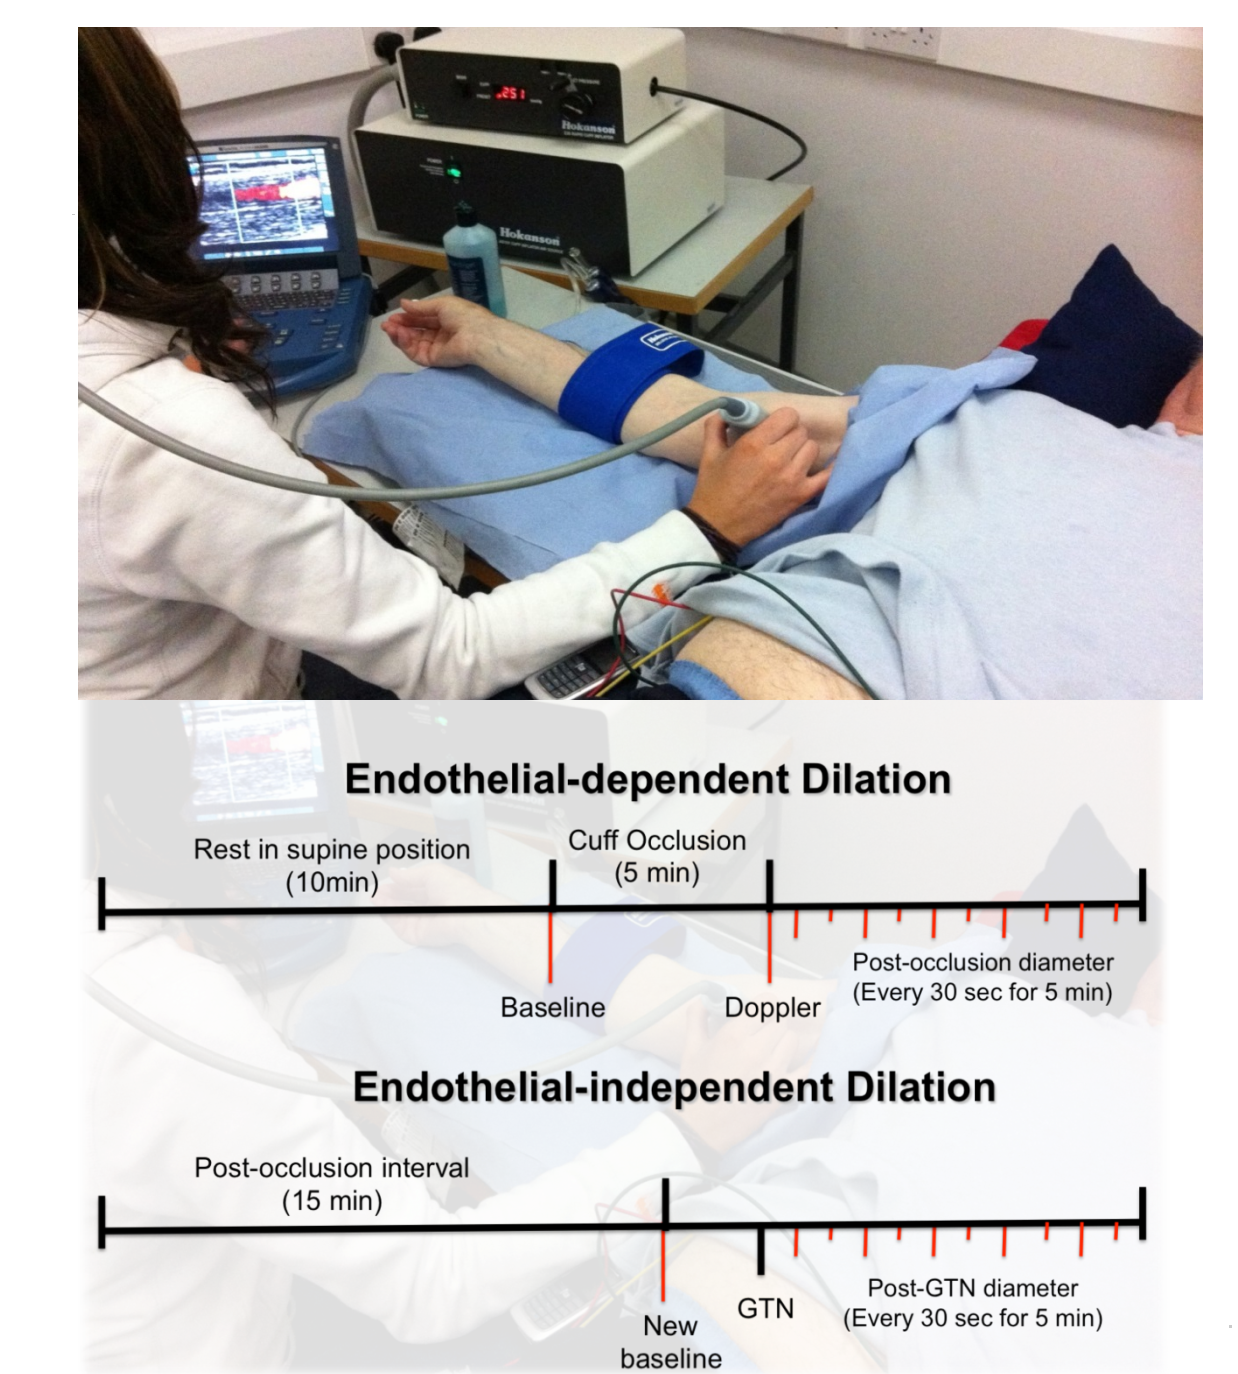 .251
Hokanson
Hokanson
Endothelial-dependent Dilation
Rest in supine position
(10min)
Cuff Occlusion
(5 min)
Baseline
Doppler
Post-occlusion diameter
(Every 30 sec for 5 min)
Endothelial-independent Dilation
Post-occlusion interval
(15 min)
New
baseline
GTN
Post-GTN diameter
(Every 30 sec for 5 min)